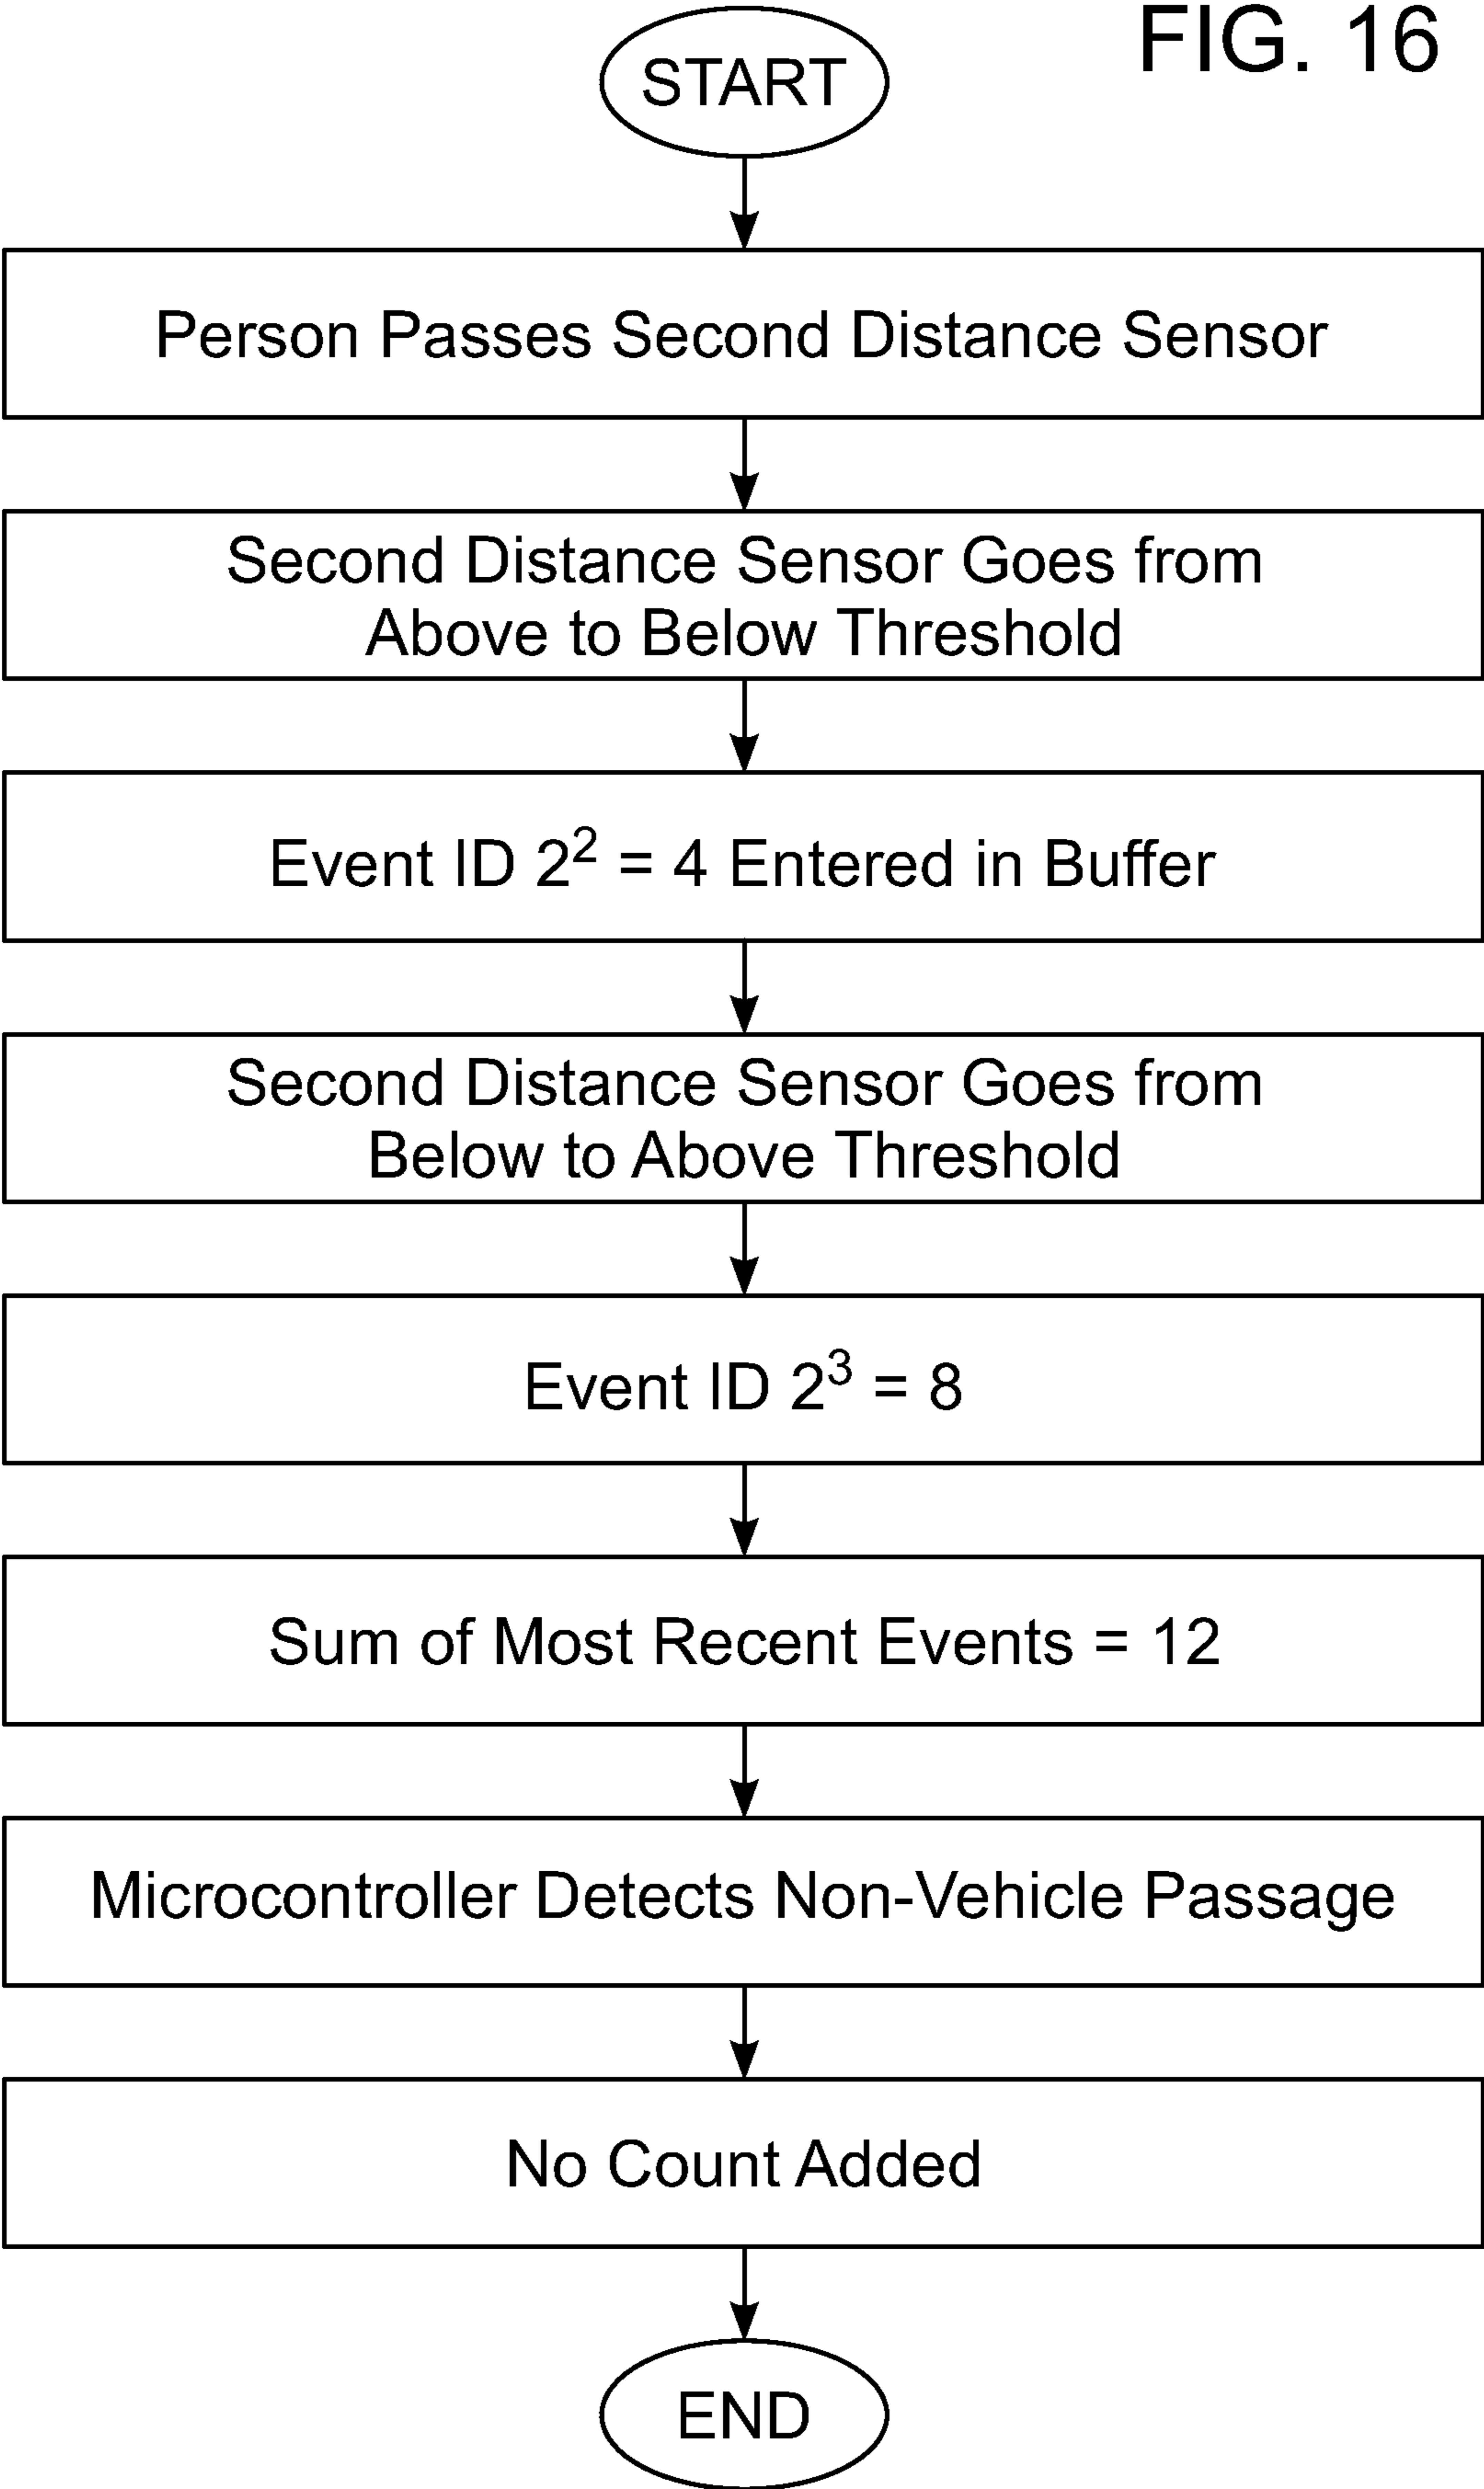 FIG. 16
START
Person Passes Second Distance Sensor
Second Distance Sensor Goes from
Above to Below Threshold
Event ID 2² = 4 Entered in Buffer
Second Distance Sensor Goes from
Below to Above Threshold
Event ID 2³ = 8
Sum of Most Recent Events = 12
Microcontroller Detects Non-Vehicle Passage
No Count Added
END